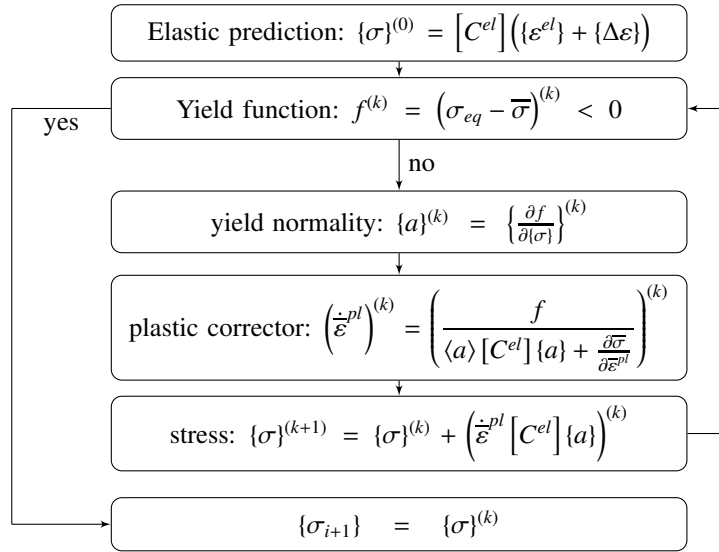 Elastic prediction: {σ}^(0) = [C^el] ({ε^el} + {Δε})
Yield function: f^(k) = (σ_eq − σ̅)^(k) < 0
yes
no
yield normality: {a}^(k) = {∂f/∂{σ}}^(k)
plastic corrector: (ε̅̇^pl)^(k) = (f / (⟨a⟩ [C^el] {a} + ∂σ̅/∂ε̅^pl))^(k)
stress: {σ}^(k+1) = {σ}^(k) + (ε̅̇^pl [C^el] {a})^(k)
{σ_i+1} = {σ}^(k)